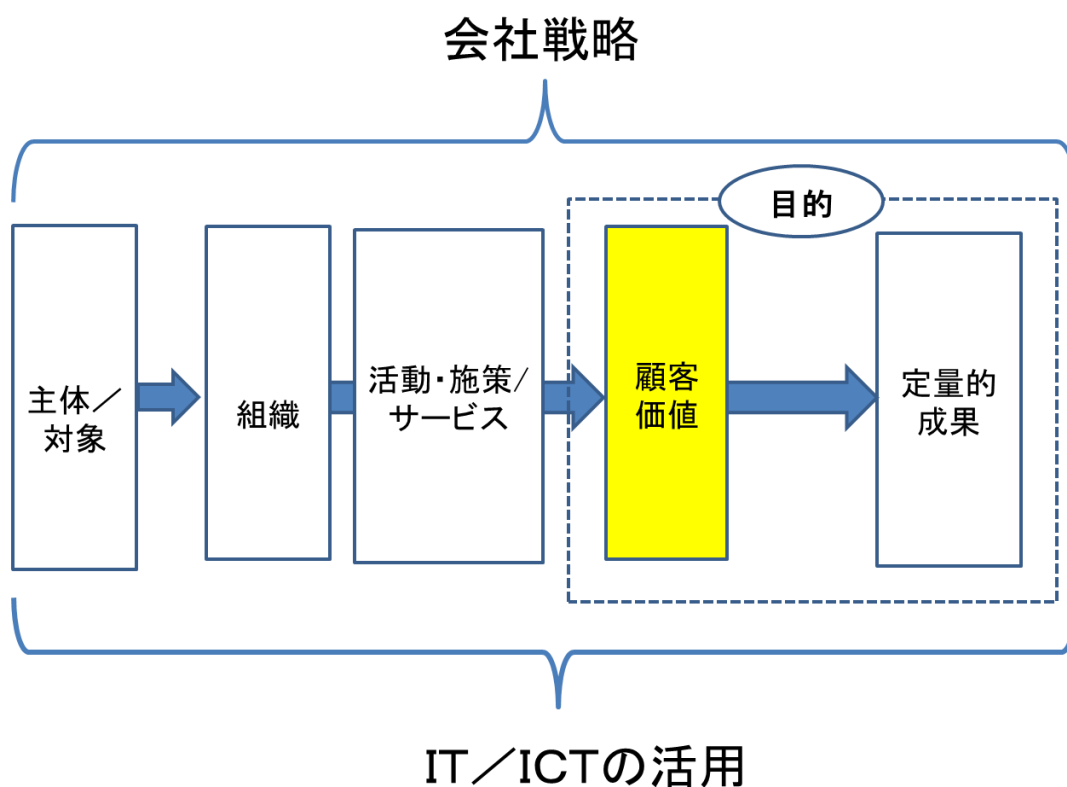 会社戦略
目的
主体／
対象
組織
活動・施策/
サービス
顧客
価値
定量的
成果
IT／ICTの活用